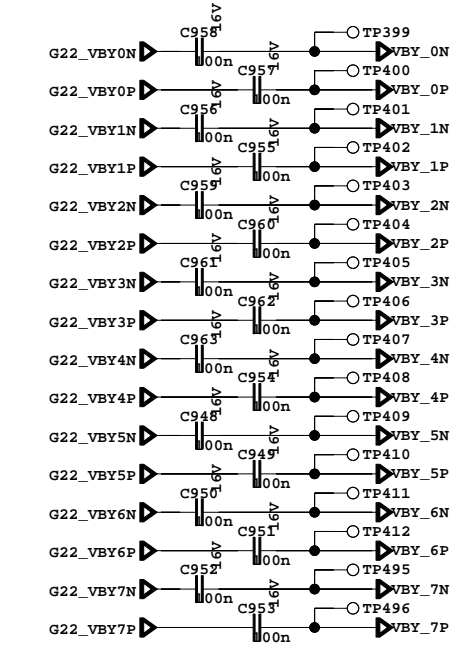 C958 16V TP399
G22_VBY0N 00n VBY_0N
C957 16V TP400
G22_VBY0P 00n VBY_0P
C956 16V TP401
G22_VBY1N 00n VBY_1N
C955 16V TP402
G22_VBY1P 00n VBY_1P
C959 16V TP403
G22_VBY2N 00n VBY_2N
C960 16V TP404
G22_VBY2P 00n VBY_2P
C961 16V TP405
G22_VBY3N 00n VBY_3N
C962 16V TP406
G22_VBY3P 00n VBY_3P
C963 16V TP407
G22_VBY4N 00n VBY_4N
C954 16V TP408
G22_VBY4P 00n VBY_4P
C948 16V TP409
G22_VBY5N 00n VBY_5N
C949 16V TP410
G22_VBY5P 00n VBY_5P
C950 16V TP411
G22_VBY6N 00n VBY_6N
C951 16V TP412
G22_VBY6P 00n VBY_6P
C952 16V TP495
G22_VBY7N 00n VBY_7N
C953 16V TP496
G22_VBY7P 00n VBY_7P